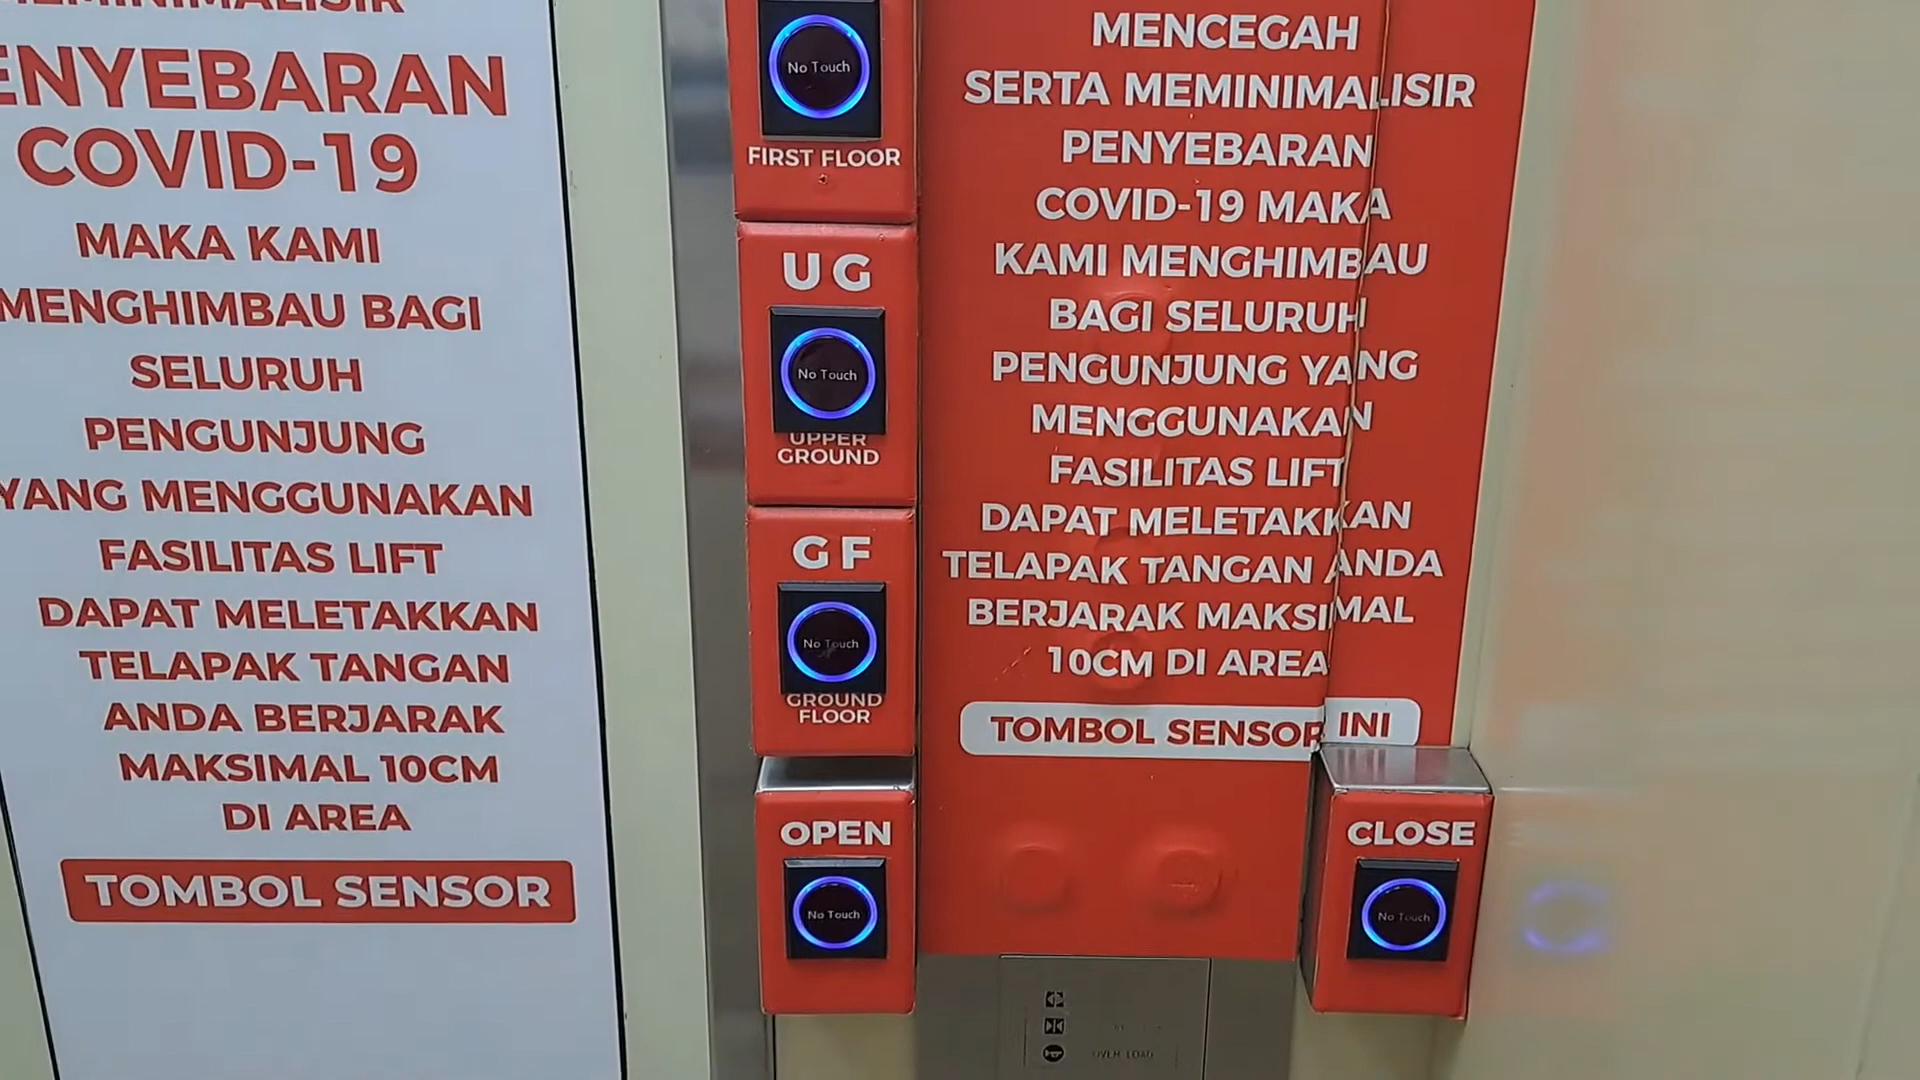 MEMINIMALISIR
PENYEBARAN
COVID-19
MAKA KAMI
MENGHIMBAU BAGI
SELURUH
PENGUNJUNG
YANG MENGGUNAKAN
FASILITAS LIFT
DAPAT MELETAKKAN
TELAPAK TANGAN
ANDA BERJARAK
MAKSIMAL 10CM
DI AREA
TOMBOL SENSOR
No Touch
FIRST FLOOR
UG
No Touch
UPPER
GROUND
GF
No Touch
GROUND
FLOOR
OPEN
No Touch
MENCEGAH
SERTA MEMINIMALISIR
PENYEBARAN
COVID-19 MAKA
KAMI MENGHIMBAU
BAGI SELURUH
PENGUNJUNG YANG
MENGGUNAKAN
FASILITAS LIFT
DAPAT MELETAKKAN
TELAPAK TANGAN ANDA
BERJARAK MAKSIMAL
10CM DI AREA
TOMBOL SENSOR INI
CLOSE
No Touch
OVER LOAD